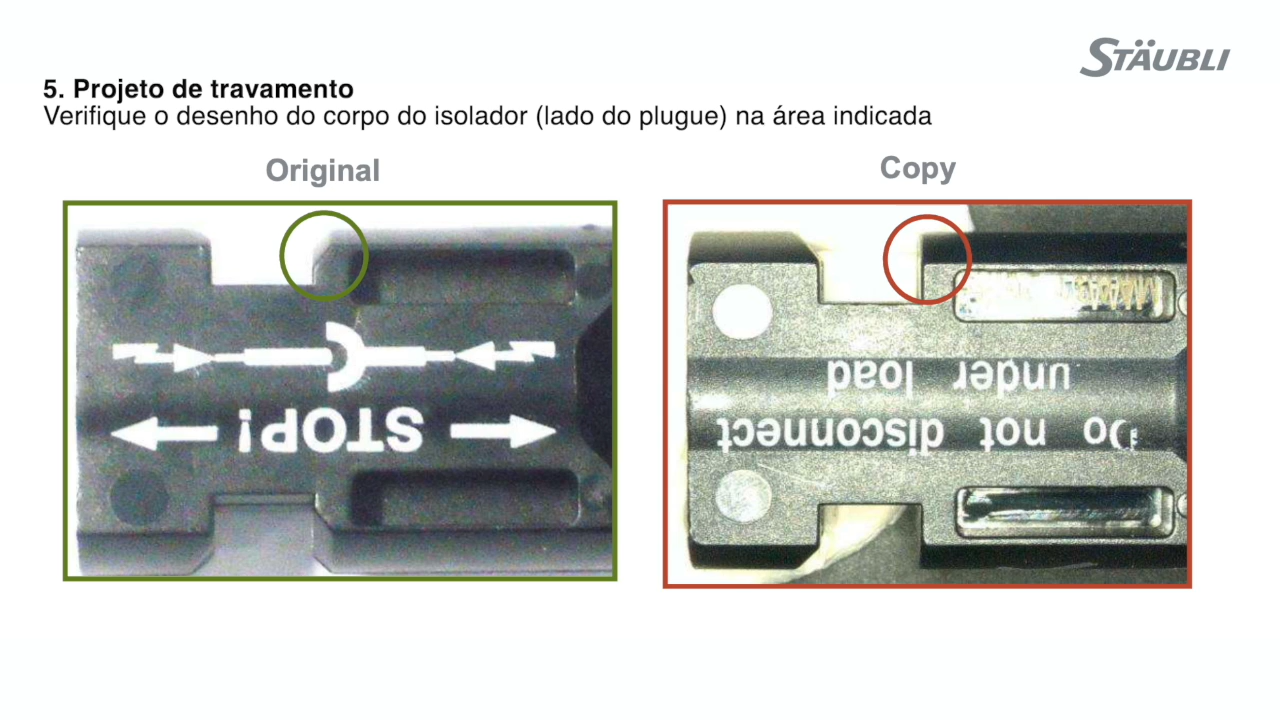 STÄUBLI
5. Projeto de travamento
Verifique o desenho do corpo do isolador (lado do plugue) na área indicada
Original
Copy
STOP!
Do not disconnect
under load